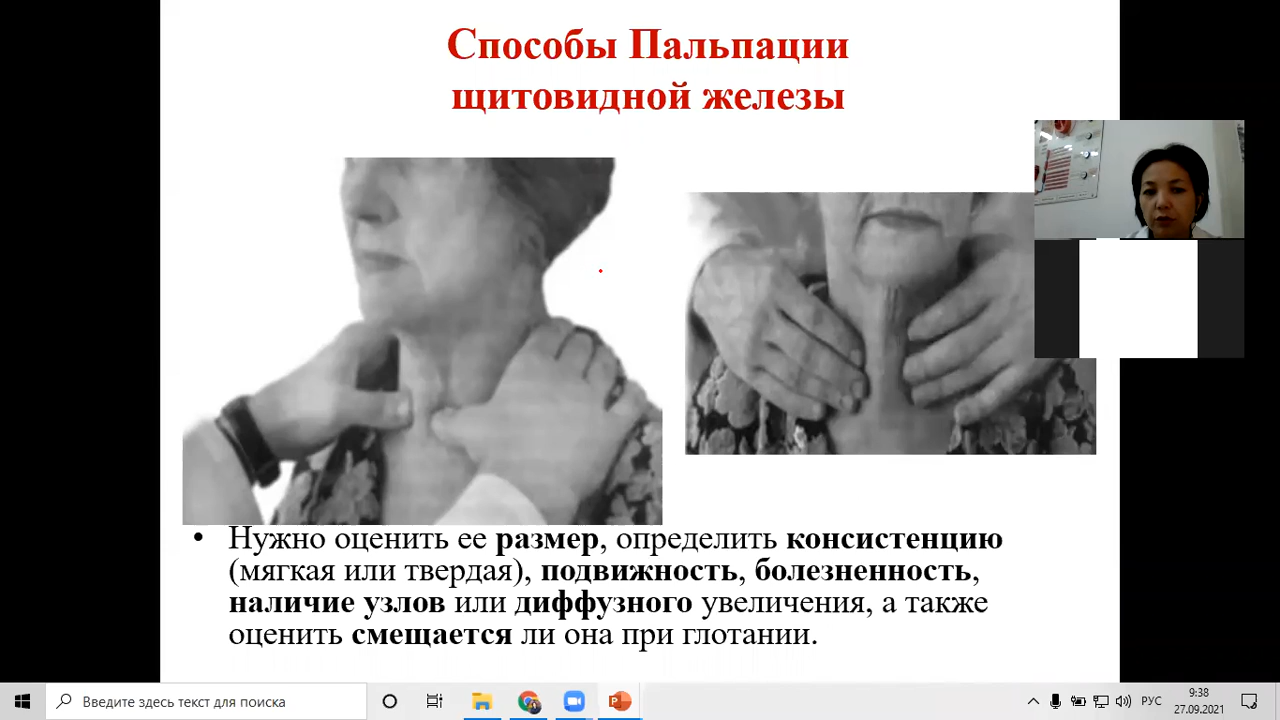 Способы Пальпации
щитовидной железы
• Нужно оценить ее размер, определить консистенцию
(мягкая или твердая), подвижность, болезненность,
наличие узлов или диффузного увеличения, а также
оценить смещается ли она при глотании.
Введите здесь текст для поиска
РУС
9:38
27.09.2021